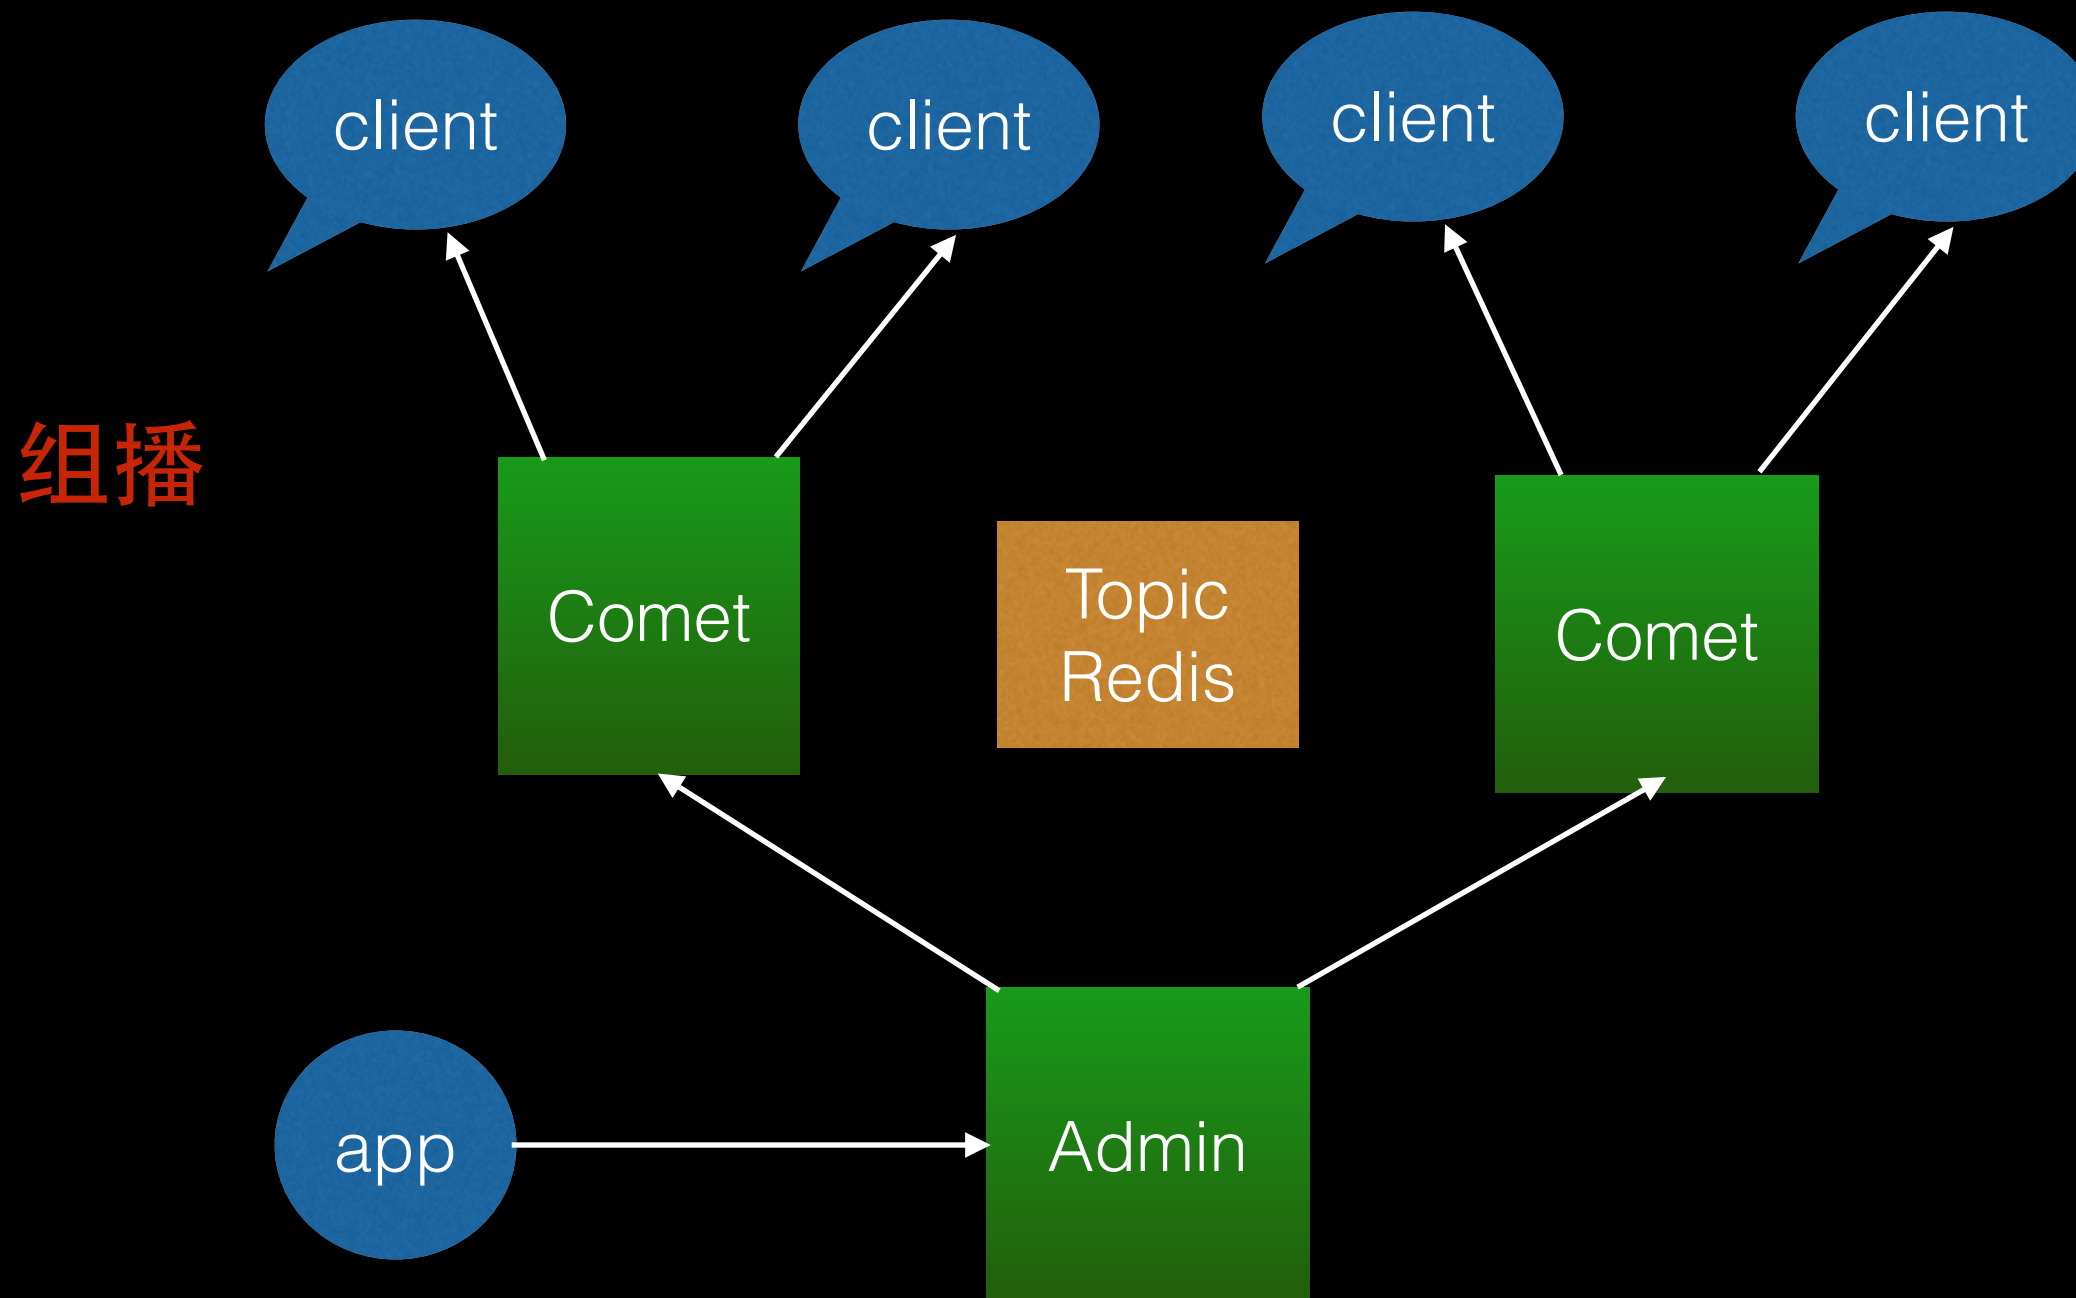 client
client
client
client
组播
Comet
Topic
Redis
Comet
app
Admin